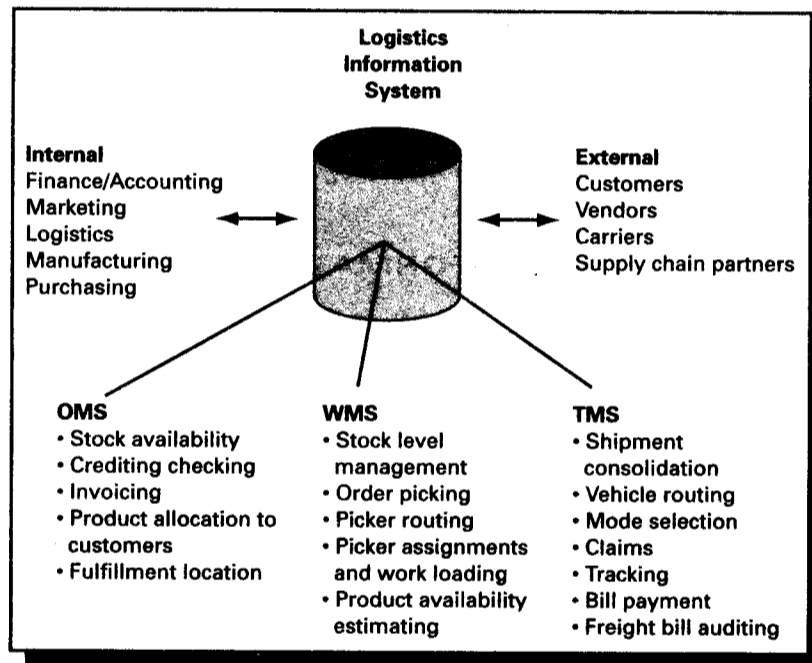 Logistics
Information
System
Internal
Finance/Accounting
Marketing
Logistics
Manufacturing
Purchasing
External
Customers
Vendors
Carriers
Supply chain partners
OMS
• Stock availability
• Crediting checking
• Invoicing
• Product allocation to
customers
• Fulfillment location
WMS
• Stock level
management
• Order picking
• Picker routing
• Picker assignments
and work loading
• Product availability
estimating
TMS
• Shipment
consolidation
• Vehicle routing
• Mode selection
• Claims
• Tracking
• Bill payment
• Freight bill auditing